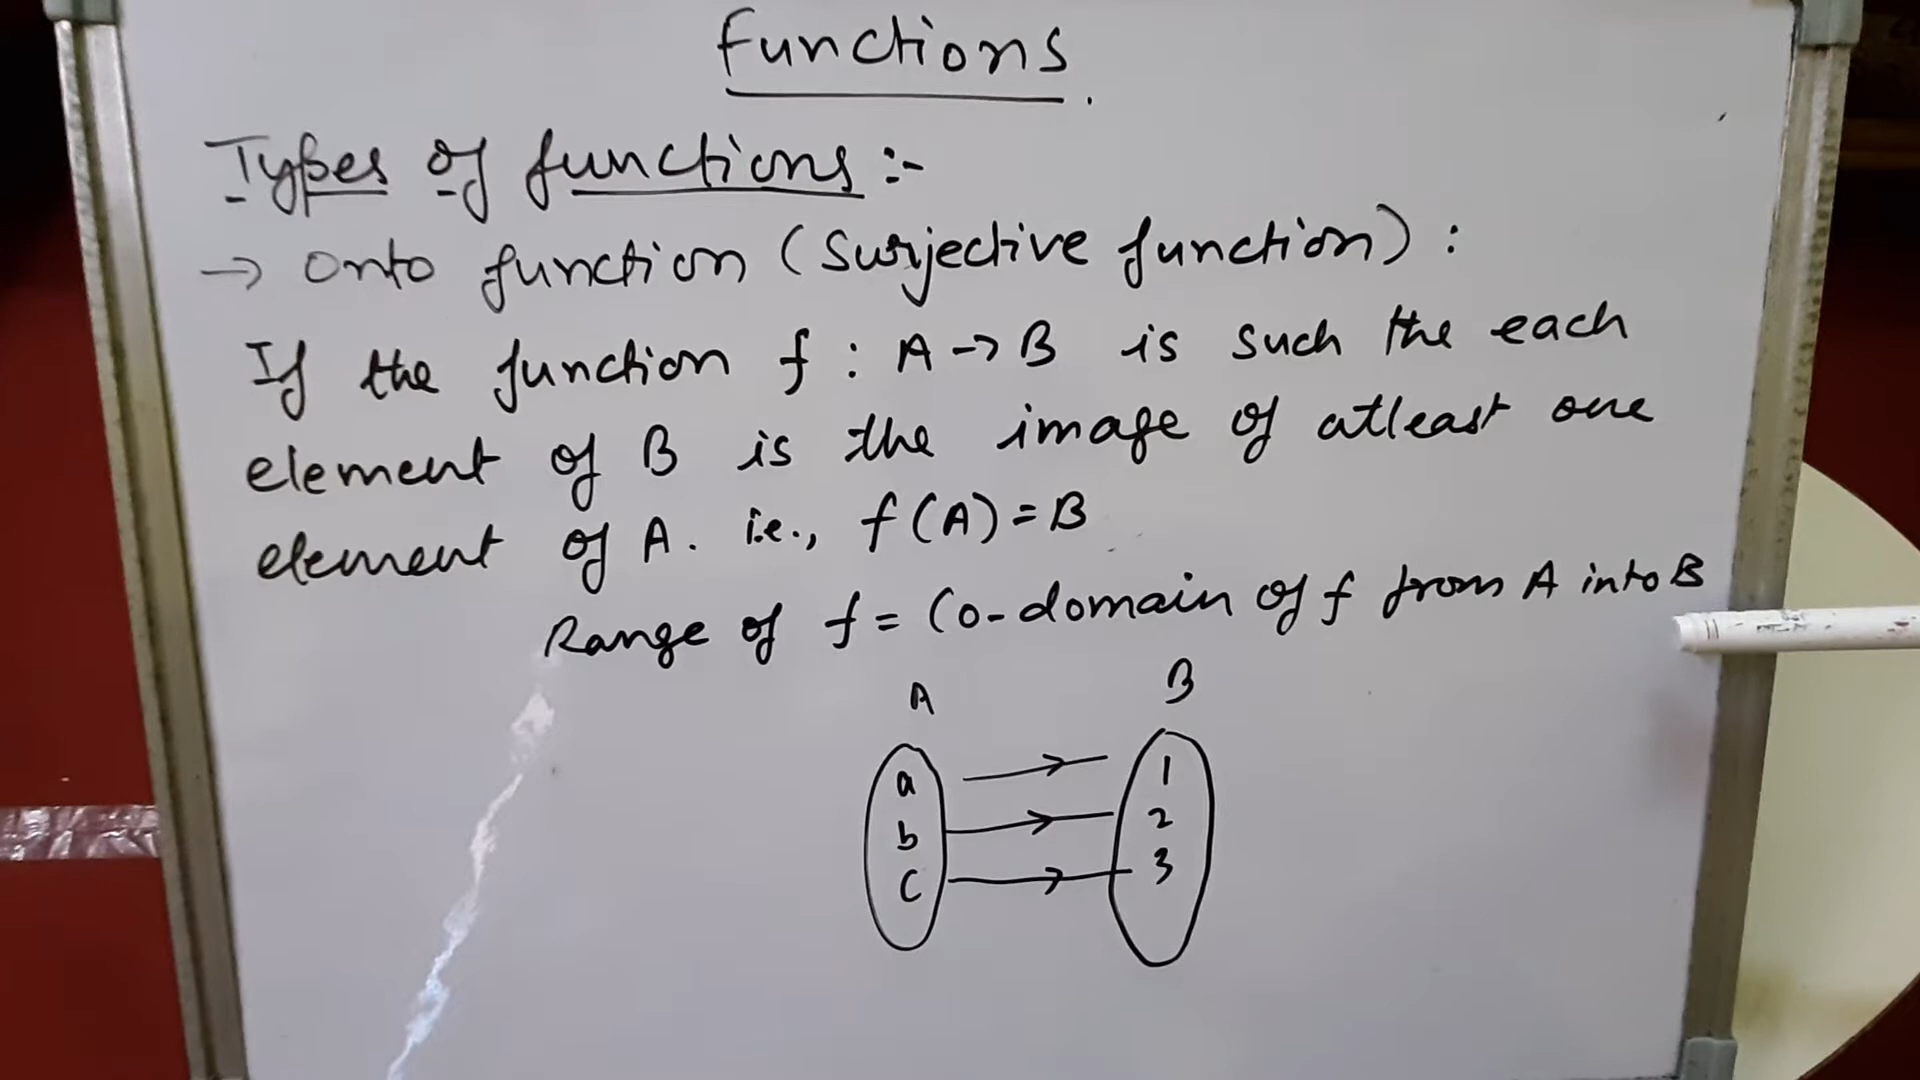 Functions.
Types of functions :-
→ Onto function (Surjective function) :
If the function f : A → B is such the each
element of B is the image of atleast one
element of A. i.e., f(A)=B
Range of f = Co-domain of f from A into B
A B
a 1
b 2
c 3